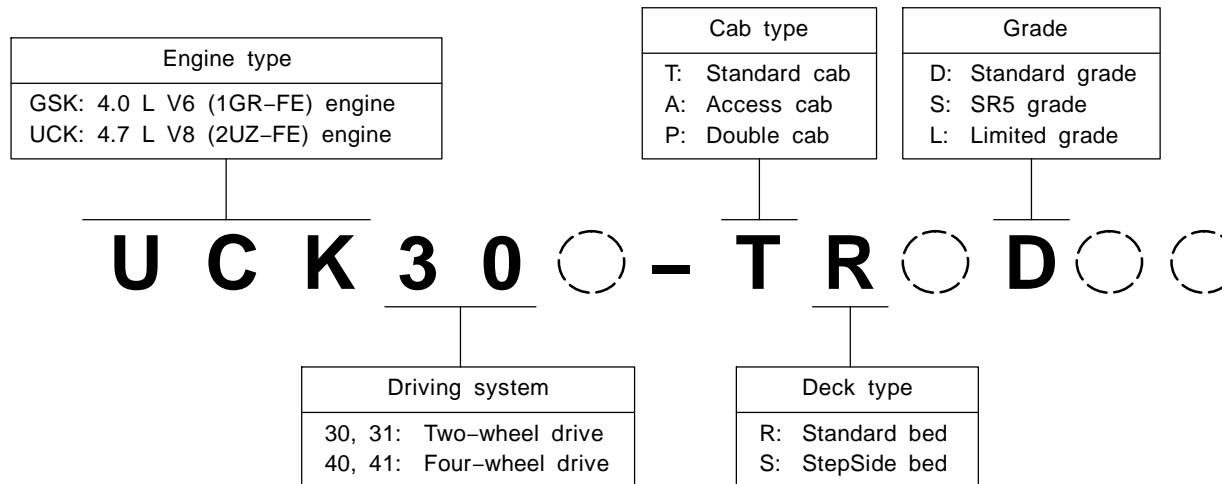 Engine type
GSK: 4.0 L V6 (1GR−FE) engine
UCK: 4.7 L V8 (2UZ−FE) engine
Cab type
T: Standard cab
A: Access cab
P: Double cab
Grade
D: Standard grade
S: SR5 grade
L: Limited grade
U C K 3 0 – T R D
Driving system
30, 31: Two−wheel drive
40, 41: Four−wheel drive
Deck type
R: Standard bed
S: StepSide bed